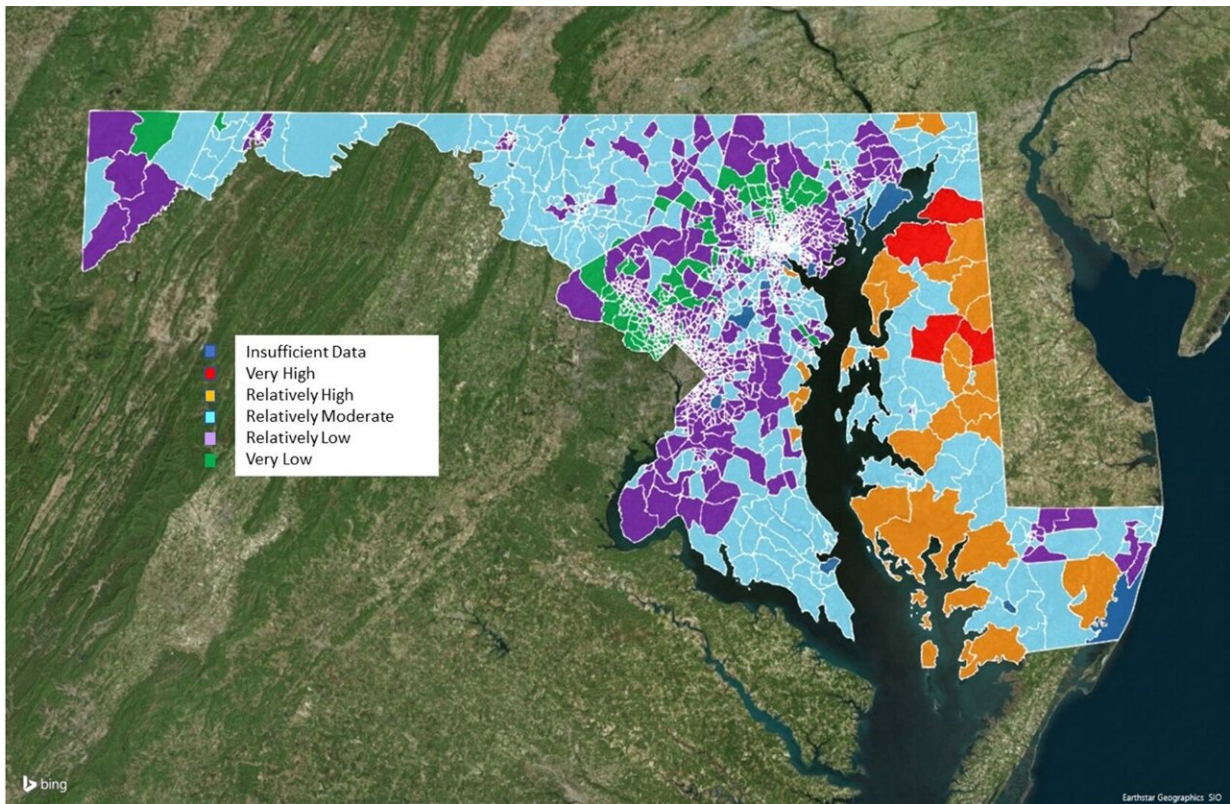 Insufficient Data
Very High
Relatively High
Relatively Moderate
Relatively Low
Very Low
bing
Earthstar Geographics SIO